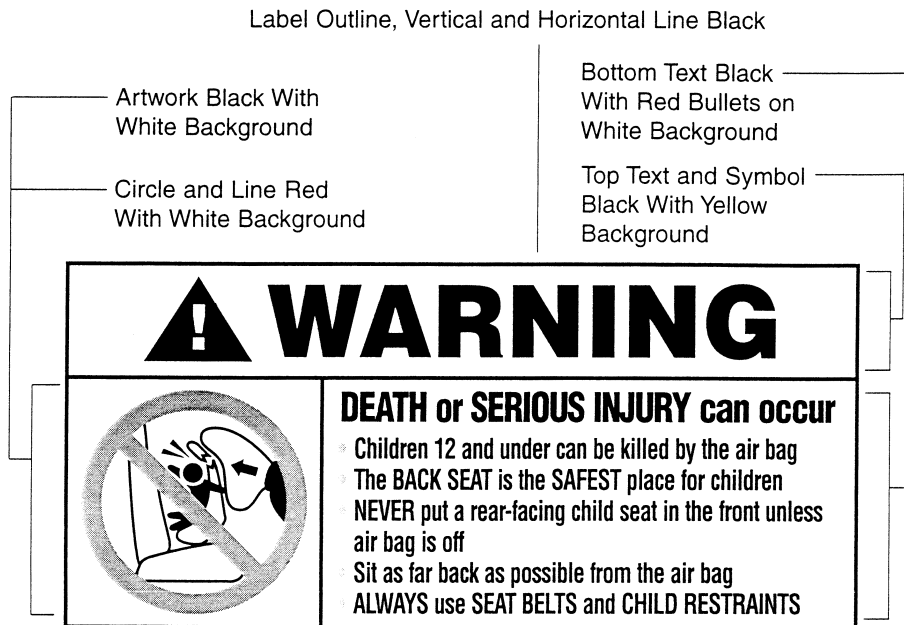 Label Outline, Vertical and Horizontal Line Black
Artwork Black With
White Background
Circle and Line Red
With White Background
Bottom Text Black
With Red Bullets on
White Background
Top Text and Symbol
Black With Yellow
Background
! WARNING
DEATH or SERIOUS INJURY can occur
Children 12 and under can be killed by the air bag
The BACK SEAT is the SAFEST place for children
NEVER put a rear-facing child seat in the front unless
air bag is off
Sit as far back as possible from the air bag
ALWAYS use SEAT BELTS and CHILD RESTRAINTS